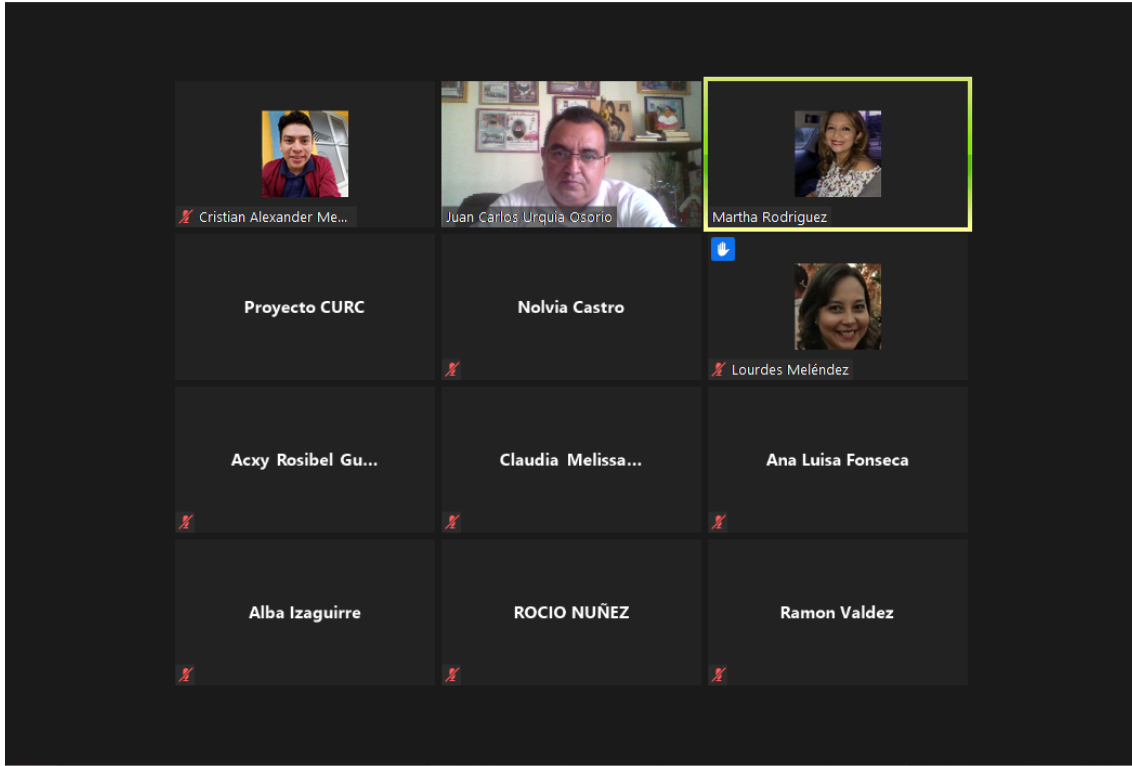 Cristian Alexander Me...
Juan Carlos Urquia Osorio
Martha Rodriguez
Proyecto CURC
Nolvia Castro
Lourdes Meléndez
Acxy Rosibel Gu...
Claudia Melissa...
Ana Luisa Fonseca
Alba Izaguirre
ROCIO NUÑEZ
Ramon Valdez